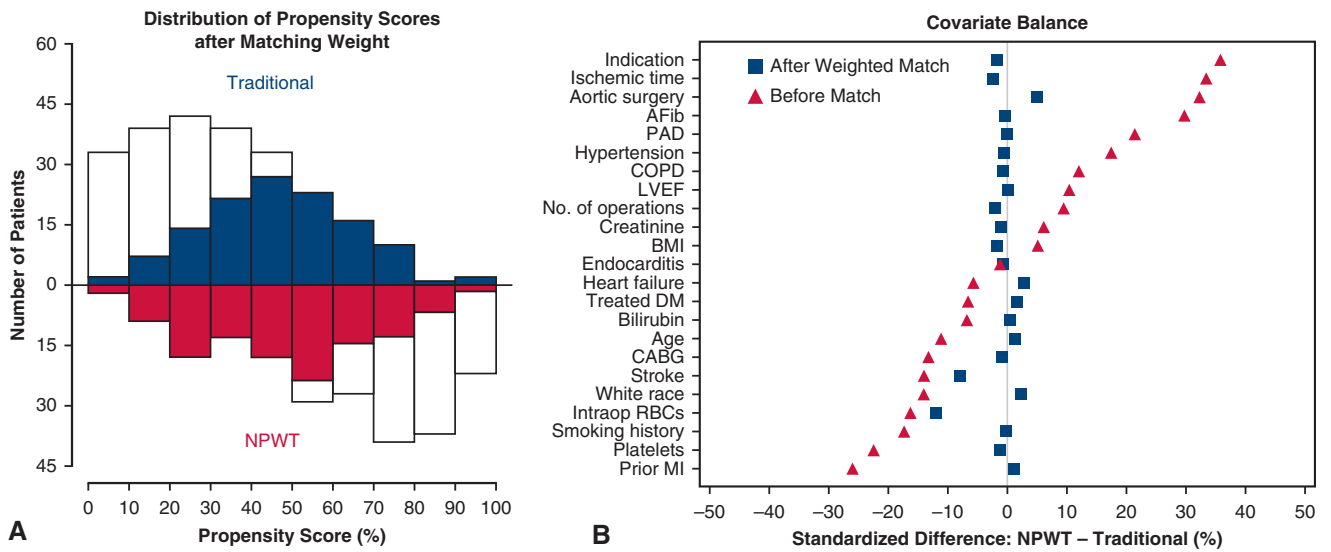 Distribution of Propensity Scores
after Matching Weight
60
45
30
15
0
15
30
45
Number of Patients
Traditional
NPWT
0 10 20 30 40 50 60 70 80 90 100
Propensity Score (%)
A
Covariate Balance
After Weighted Match
Before Match
Indication
Ischemic time
Aortic surgery
AFib
PAD
Hypertension
COPD
LVEF
No. of operations
Creatinine
BMI
Endocarditis
Heart failure
Treated DM
Bilirubin
Age
CABG
Stroke
White race
Intraop RBCs
Smoking history
Platelets
Prior MI
–50 –40 –30 –20 –10 0 10 20 30 40 50
Standardized Difference: NPWT – Traditional (%)
B